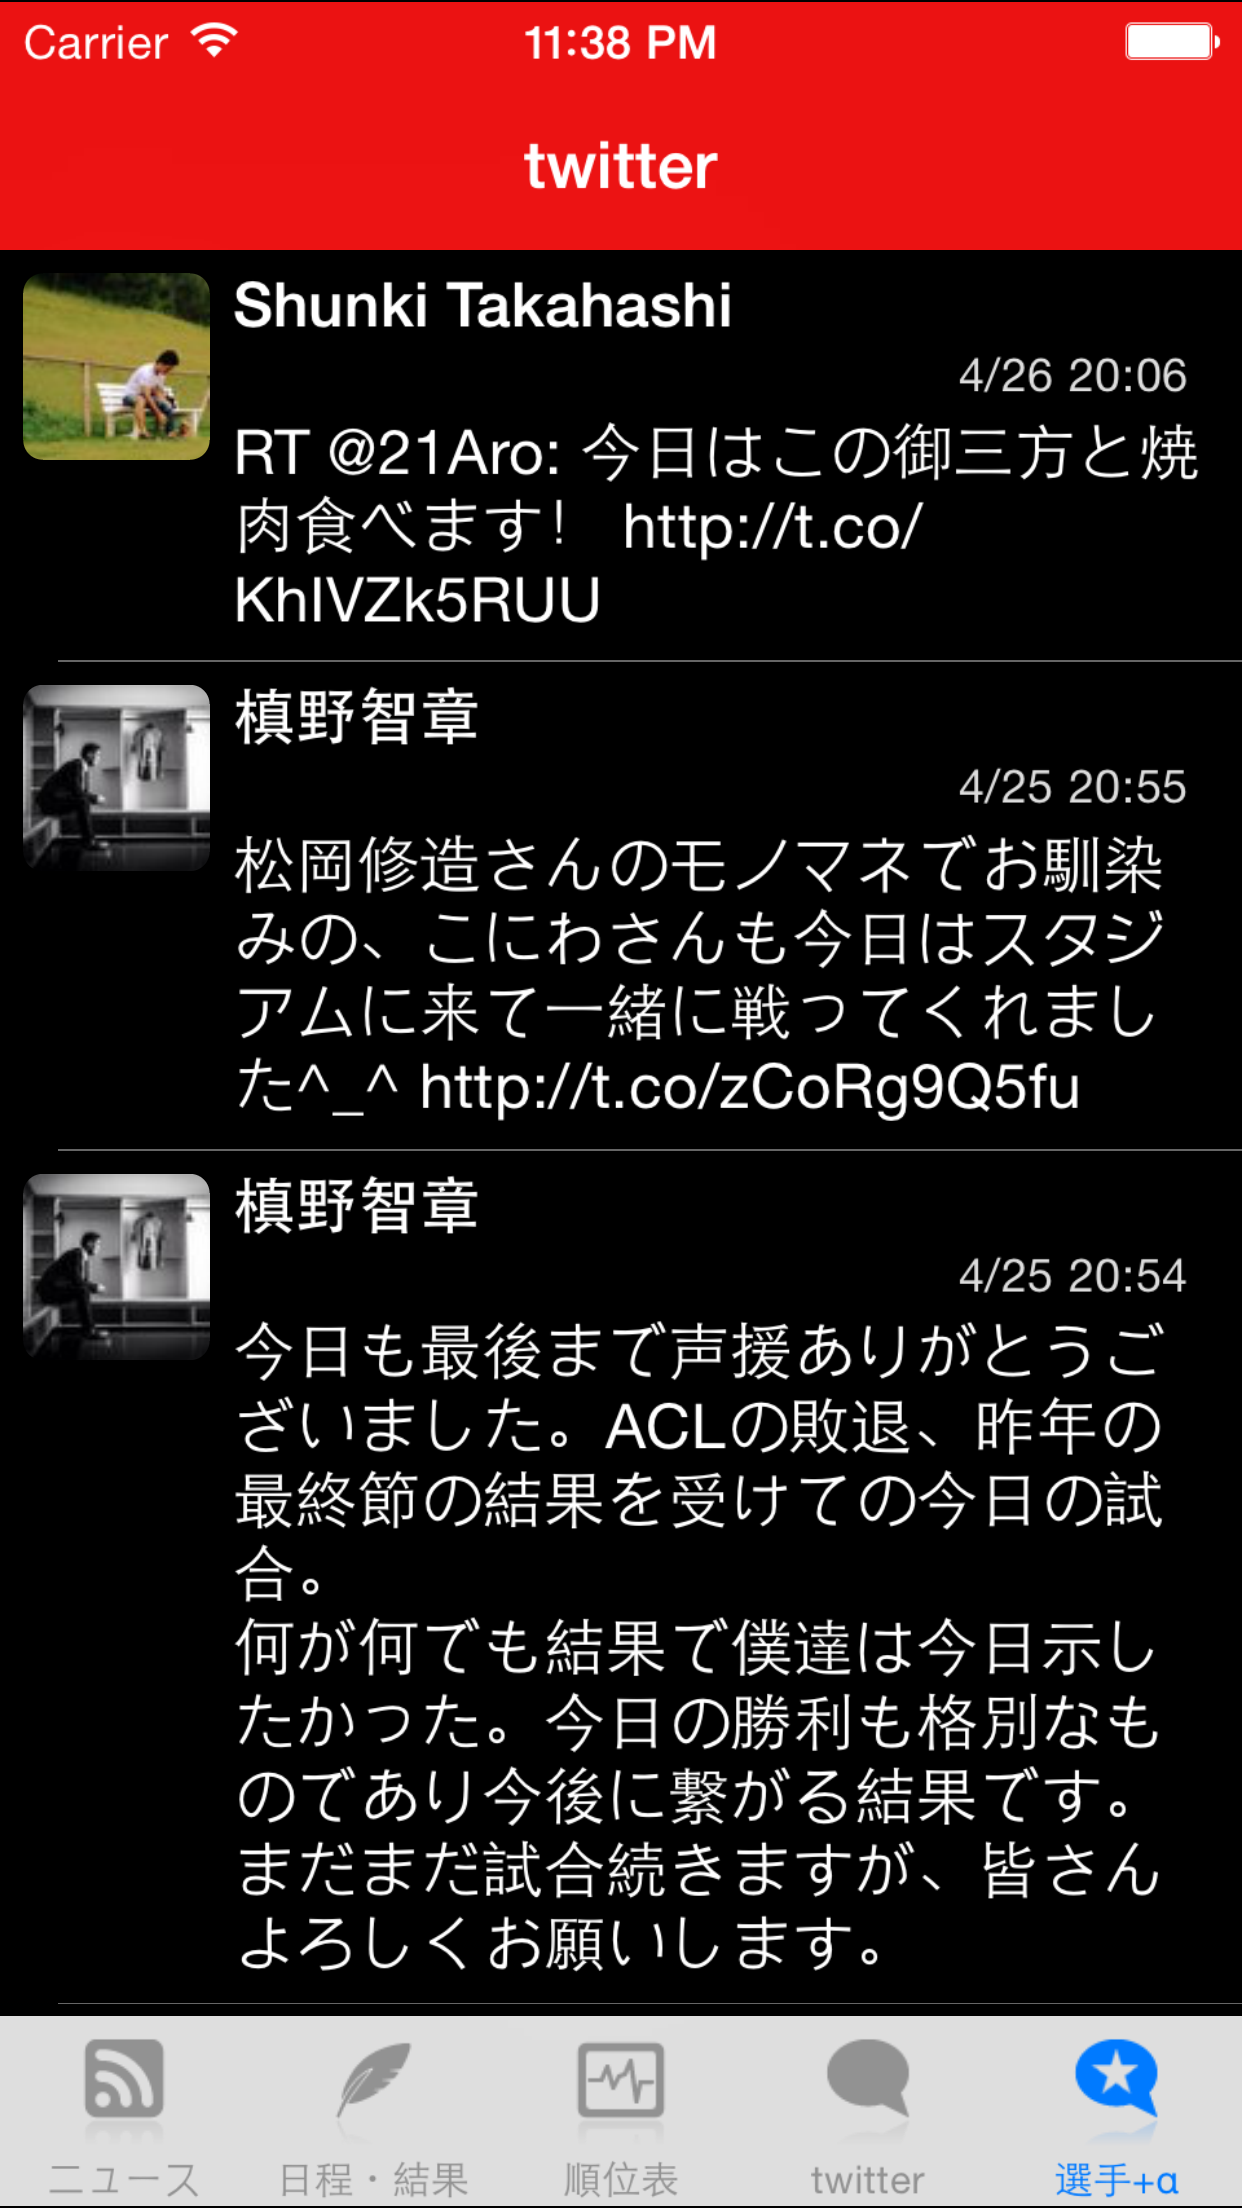 Carrier 11:38 PM
twitter
Shunki Takahashi
4/26 20:06
RT @21Aro: 今日はこの御三方と焼
肉食べます！ http://t.co/
KhIVZk5RUU
槙野智章
4/25 20:55
松岡修造さんのモノマネでお馴染
みの、こにわさんも今日はスタジ
アムに来て一緒に戦ってくれまし
た^_^ http://t.co/zCoRg9Q5fu
槙野智章
4/25 20:54
今日も最後まで声援ありがとうご
ざいました。ACLの敗退、昨年の
最終節の結果を受けての今日の試
合。
何が何でも結果で僕達は今日示し
たかった。今日の勝利も格別なも
のであり今後に繋がる結果です。
まだまだ試合続きますが、皆さん
よろしくお願いします。
ニュース 日程・結果 順位表 twitter 選手+α